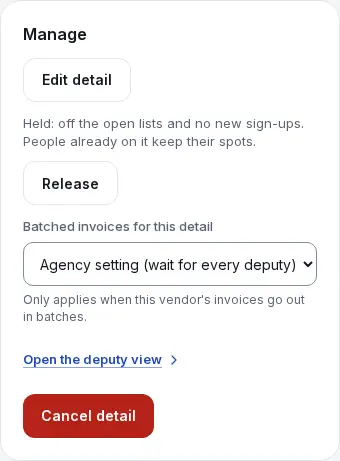 Manage
Edit detail
Held: off the open lists and no new sign-ups.
People already on it keep their spots.
Release
Batched invoices for this detail
Agency setting (wait for every deputy)
Only applies when this vendor's invoices go out
in batches.
Open the deputy view
Cancel detail